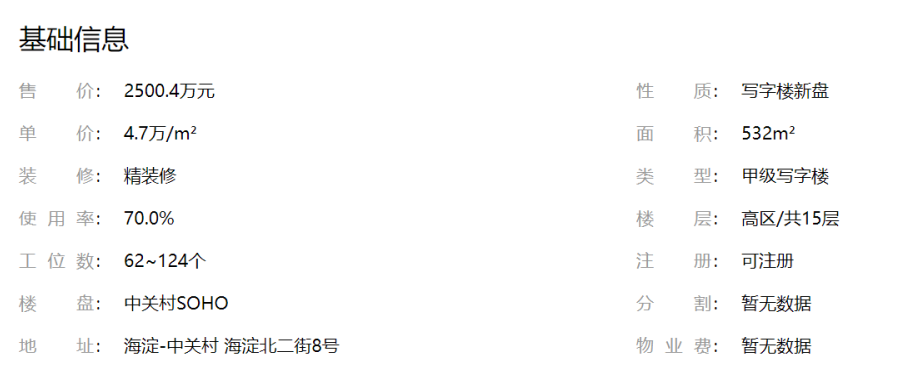 基础信息
售价： 2500.4万元 性质： 写字楼新盘
单价： 4.7万/m² 面积： 532m²
装修： 精装修 类型： 甲级写字楼
使用率： 70.0% 楼层： 高区/共15层
工位数： 62~124个 注册： 可注册
楼盘： 中关村SOHO 分割： 暂无数据
地址： 海淀-中关村 海淀北二街8号 物业费： 暂无数据